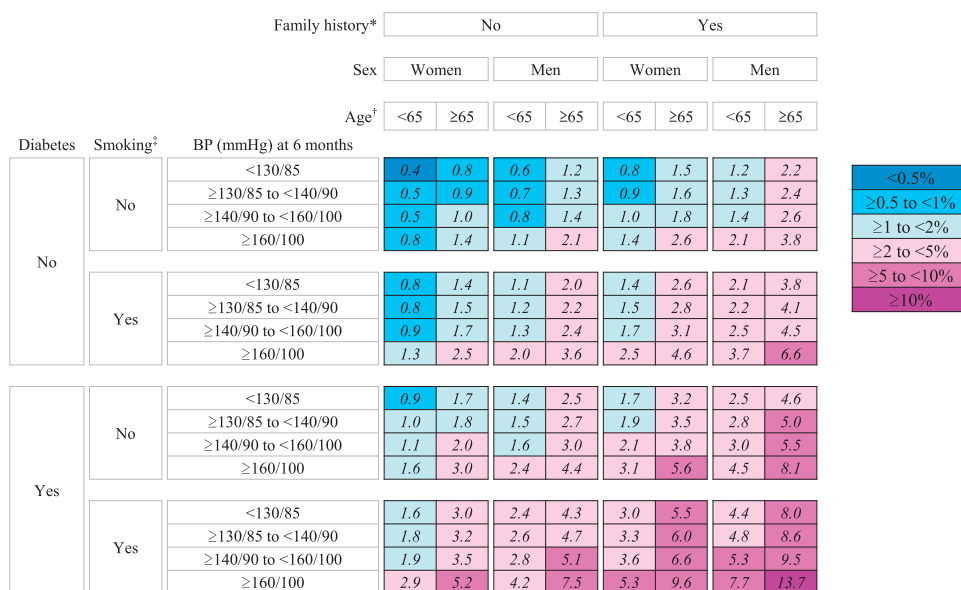 Family history* No Yes
Sex Women Men Women Men
Age† <65 ≥65 <65 ≥65 <65 ≥65 <65 ≥65
Diabetes Smoking‡ BP (mmHg) at 6 months
<130/85 0.4 0.8 0.6 1.2 0.8 1.5 1.2 2.2
≥130/85 to <140/90 0.5 0.9 0.7 1.3 0.9 1.6 1.3 2.4
No
≥140/90 to <160/100 0.5 1.0 0.8 1.4 1.0 1.8 1.4 2.6
≥160/100 0.8 1.4 1.1 2.1 1.4 2.6 2.1 3.8
No
<130/85 0.8 1.4 1.1 2.0 1.4 2.6 2.1 3.8
≥130/85 to <140/90 0.8 1.5 1.2 2.2 1.5 2.8 2.2 4.1
Yes
≥140/90 to <160/100 0.9 1.7 1.3 2.4 1.7 3.1 2.5 4.5
≥160/100 1.3 2.5 2.0 3.6 2.5 4.6 3.7 6.6
<130/85 0.9 1.7 1.4 2.5 1.7 3.2 2.5 4.6
≥130/85 to <140/90 1.0 1.8 1.5 2.7 1.9 3.5 2.8 5.0
No
≥140/90 to <160/100 1.1 2.0 1.6 3.0 2.1 3.8 3.0 5.5
≥160/100 1.6 3.0 2.4 4.4 3.1 5.6 4.5 8.1
Yes
<130/85 1.6 3.0 2.4 4.3 3.0 5.5 4.4 8.0
≥130/85 to <140/90 1.8 3.2 2.6 4.7 3.3 6.0 4.8 8.6
Yes
≥140/90 to <160/100 1.9 3.5 2.8 5.1 3.6 6.6 5.3 9.5
≥160/100 2.9 5.2 4.2 7.5 5.3 9.6 7.7 13.7
<0.5%
≥0.5 to <1%
≥1 to <2%
≥2 to <5%
≥5 to <10%
≥10%